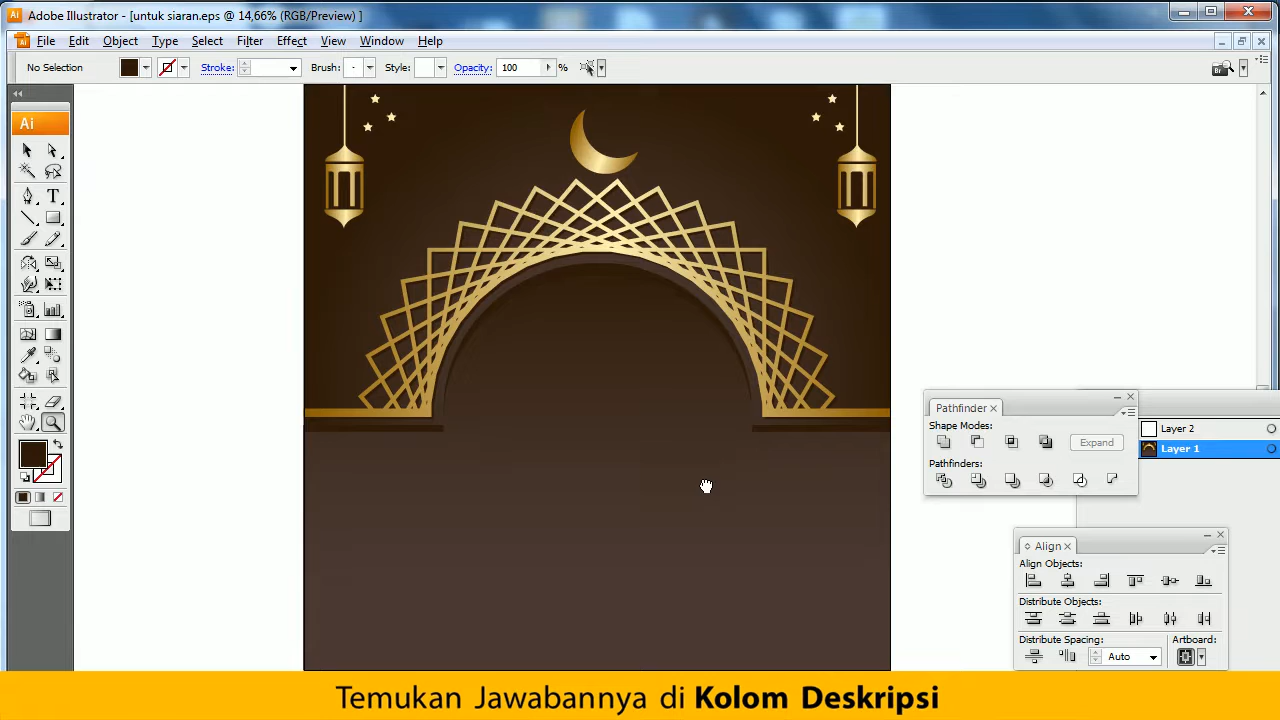 Adobe Illustrator - [untuk siaran.eps @ 14,66% (RGB/Preview) ]
File Edit Object Type Select Filter Effect View Window Help
No Selection Stroke: Brush: Style: Opacity: 100 %
Ai
Pathfinder
Shape Modes:
Expand
Pathfinders:
Layer 2
Layer 1
Align
Align Objects:
Distribute Objects:
Distribute Spacing: Artboard:
Auto
Temukan Jawabannya di Kolom Deskripsi